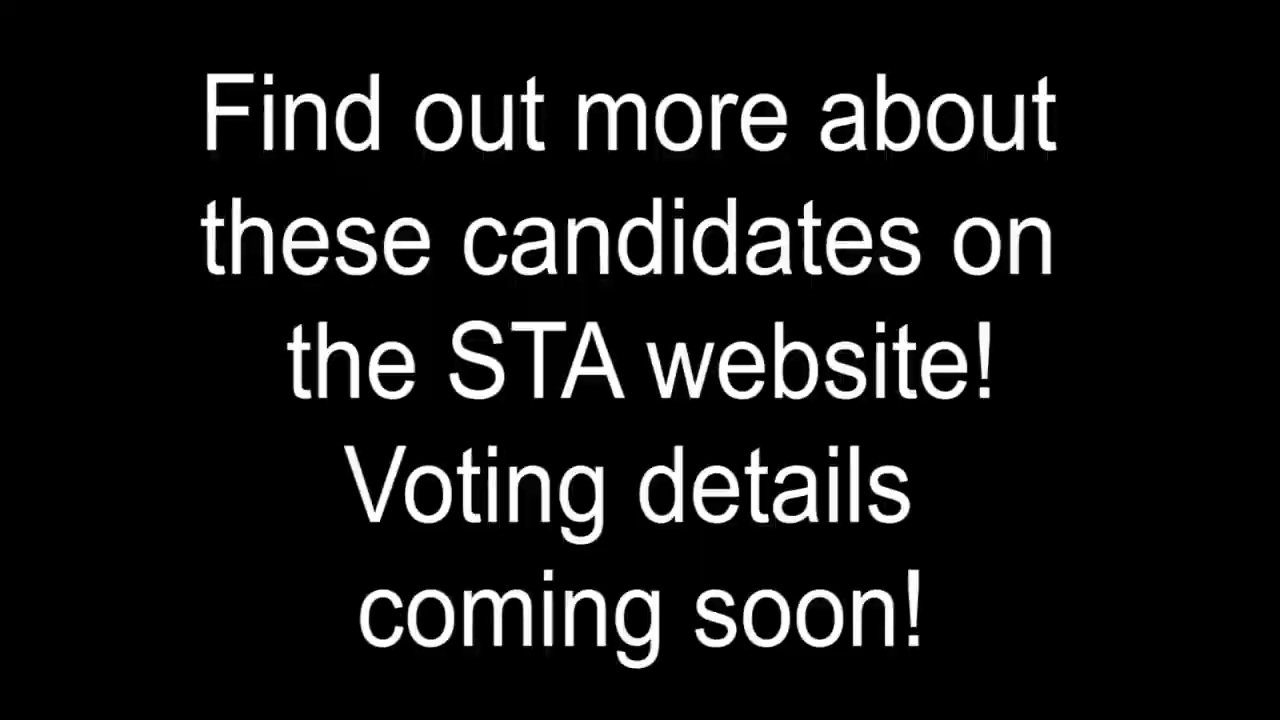 Find out more about
these candidates on
the STA website!
Voting details
coming soon!